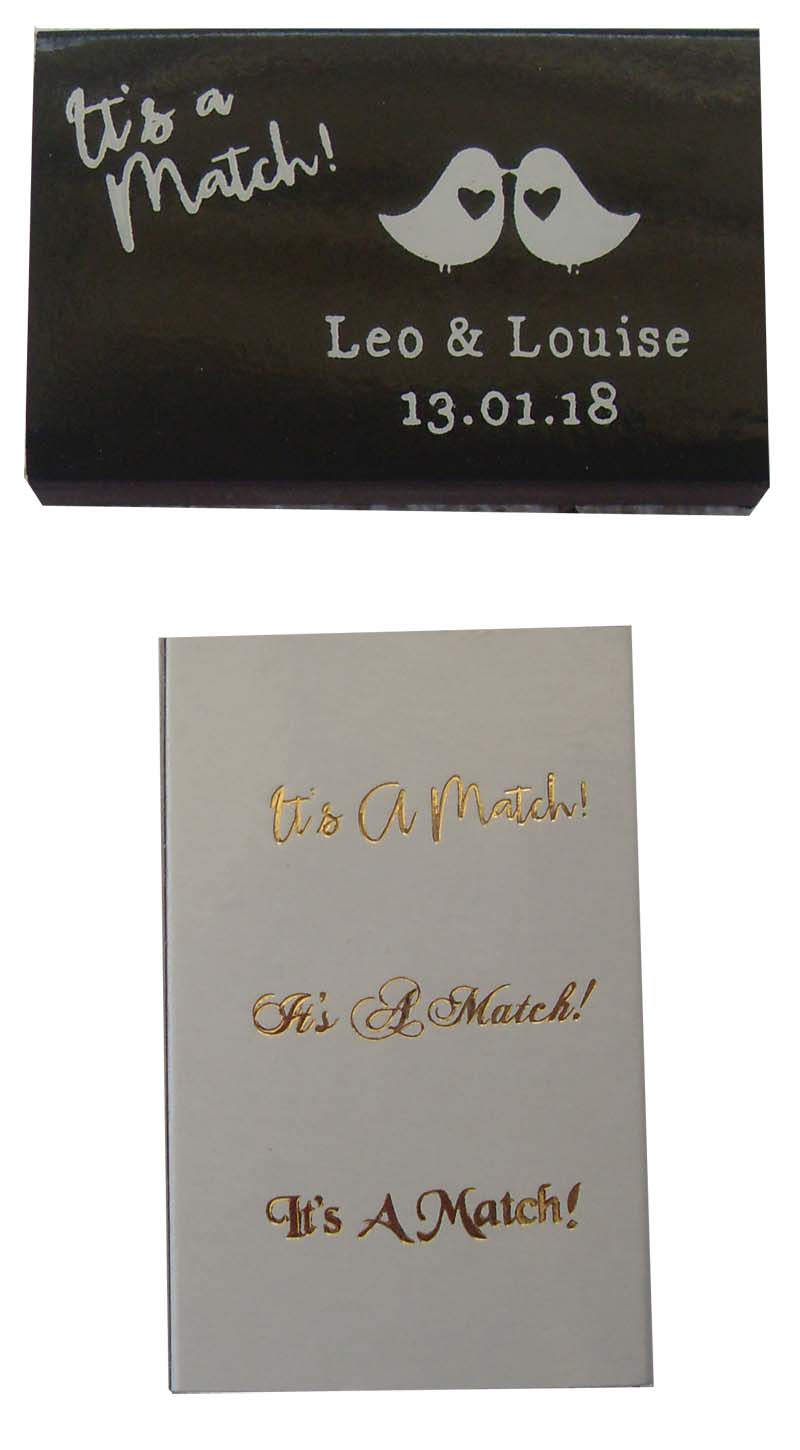 It's a
Match!
Leo & Louise
13.01.18
It's A Match!
It's A Match!
It's A Match!